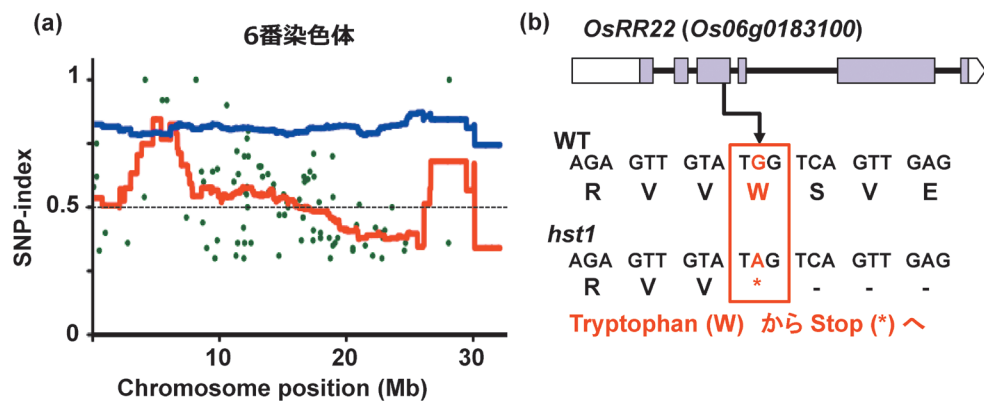 (a)
6番染色体
SNP-index
1
0.5
0
10
20
30
Chromosome position (Mb)
(b)
OsRR22 (Os06g0183100)
WT
AGA GTT GTA TGG TCA GTT GAG
R V V W S V E
hst1
AGA GTT GTA TAG TCA GTT GAG
R V V * - - -
Tryptophan (W) から Stop (*) へ